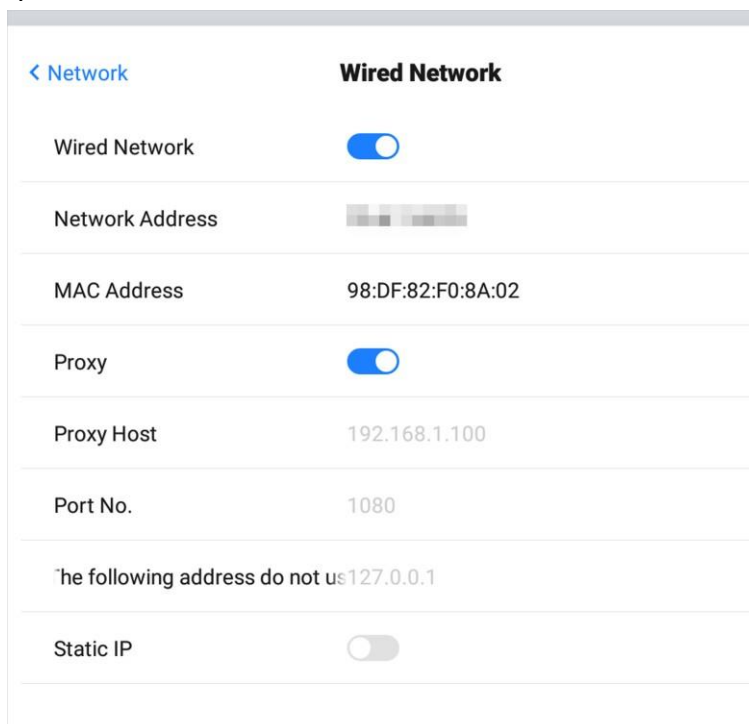 Network
Wired Network
Wired Network
Network Address
MAC Address 98:DF:82:F0:8A:02
Proxy
Proxy Host 192.168.1.100
Port No. 1080
he following address do not us 127.0.0.1
Static IP